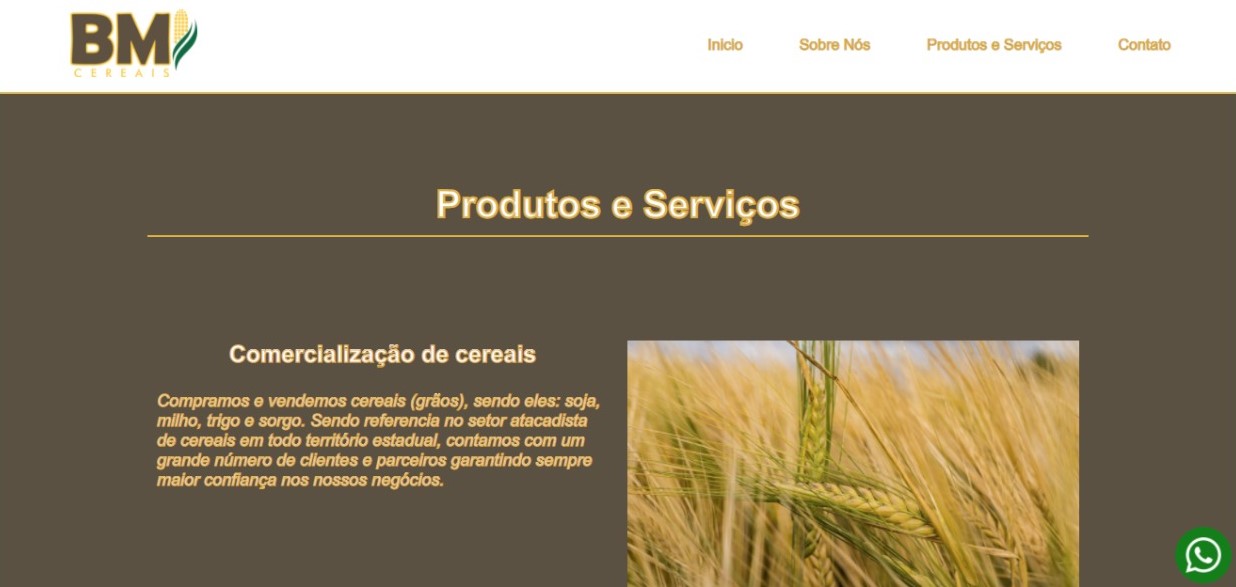 BM
CEREAIS
Inicio
Sobre Nós
Produtos e Serviços
Contato
Produtos e Serviços
Comercialização de cereais
Compramos e vendemos cereais (grãos), sendo eles: soja,
milho, trigo e sorgo. Sendo referencia no setor atacadista
de cereais em todo território estadual, contamos com um
grande número de clientes e parceiros garantindo sempre
maior confiança nos nossos negócios.